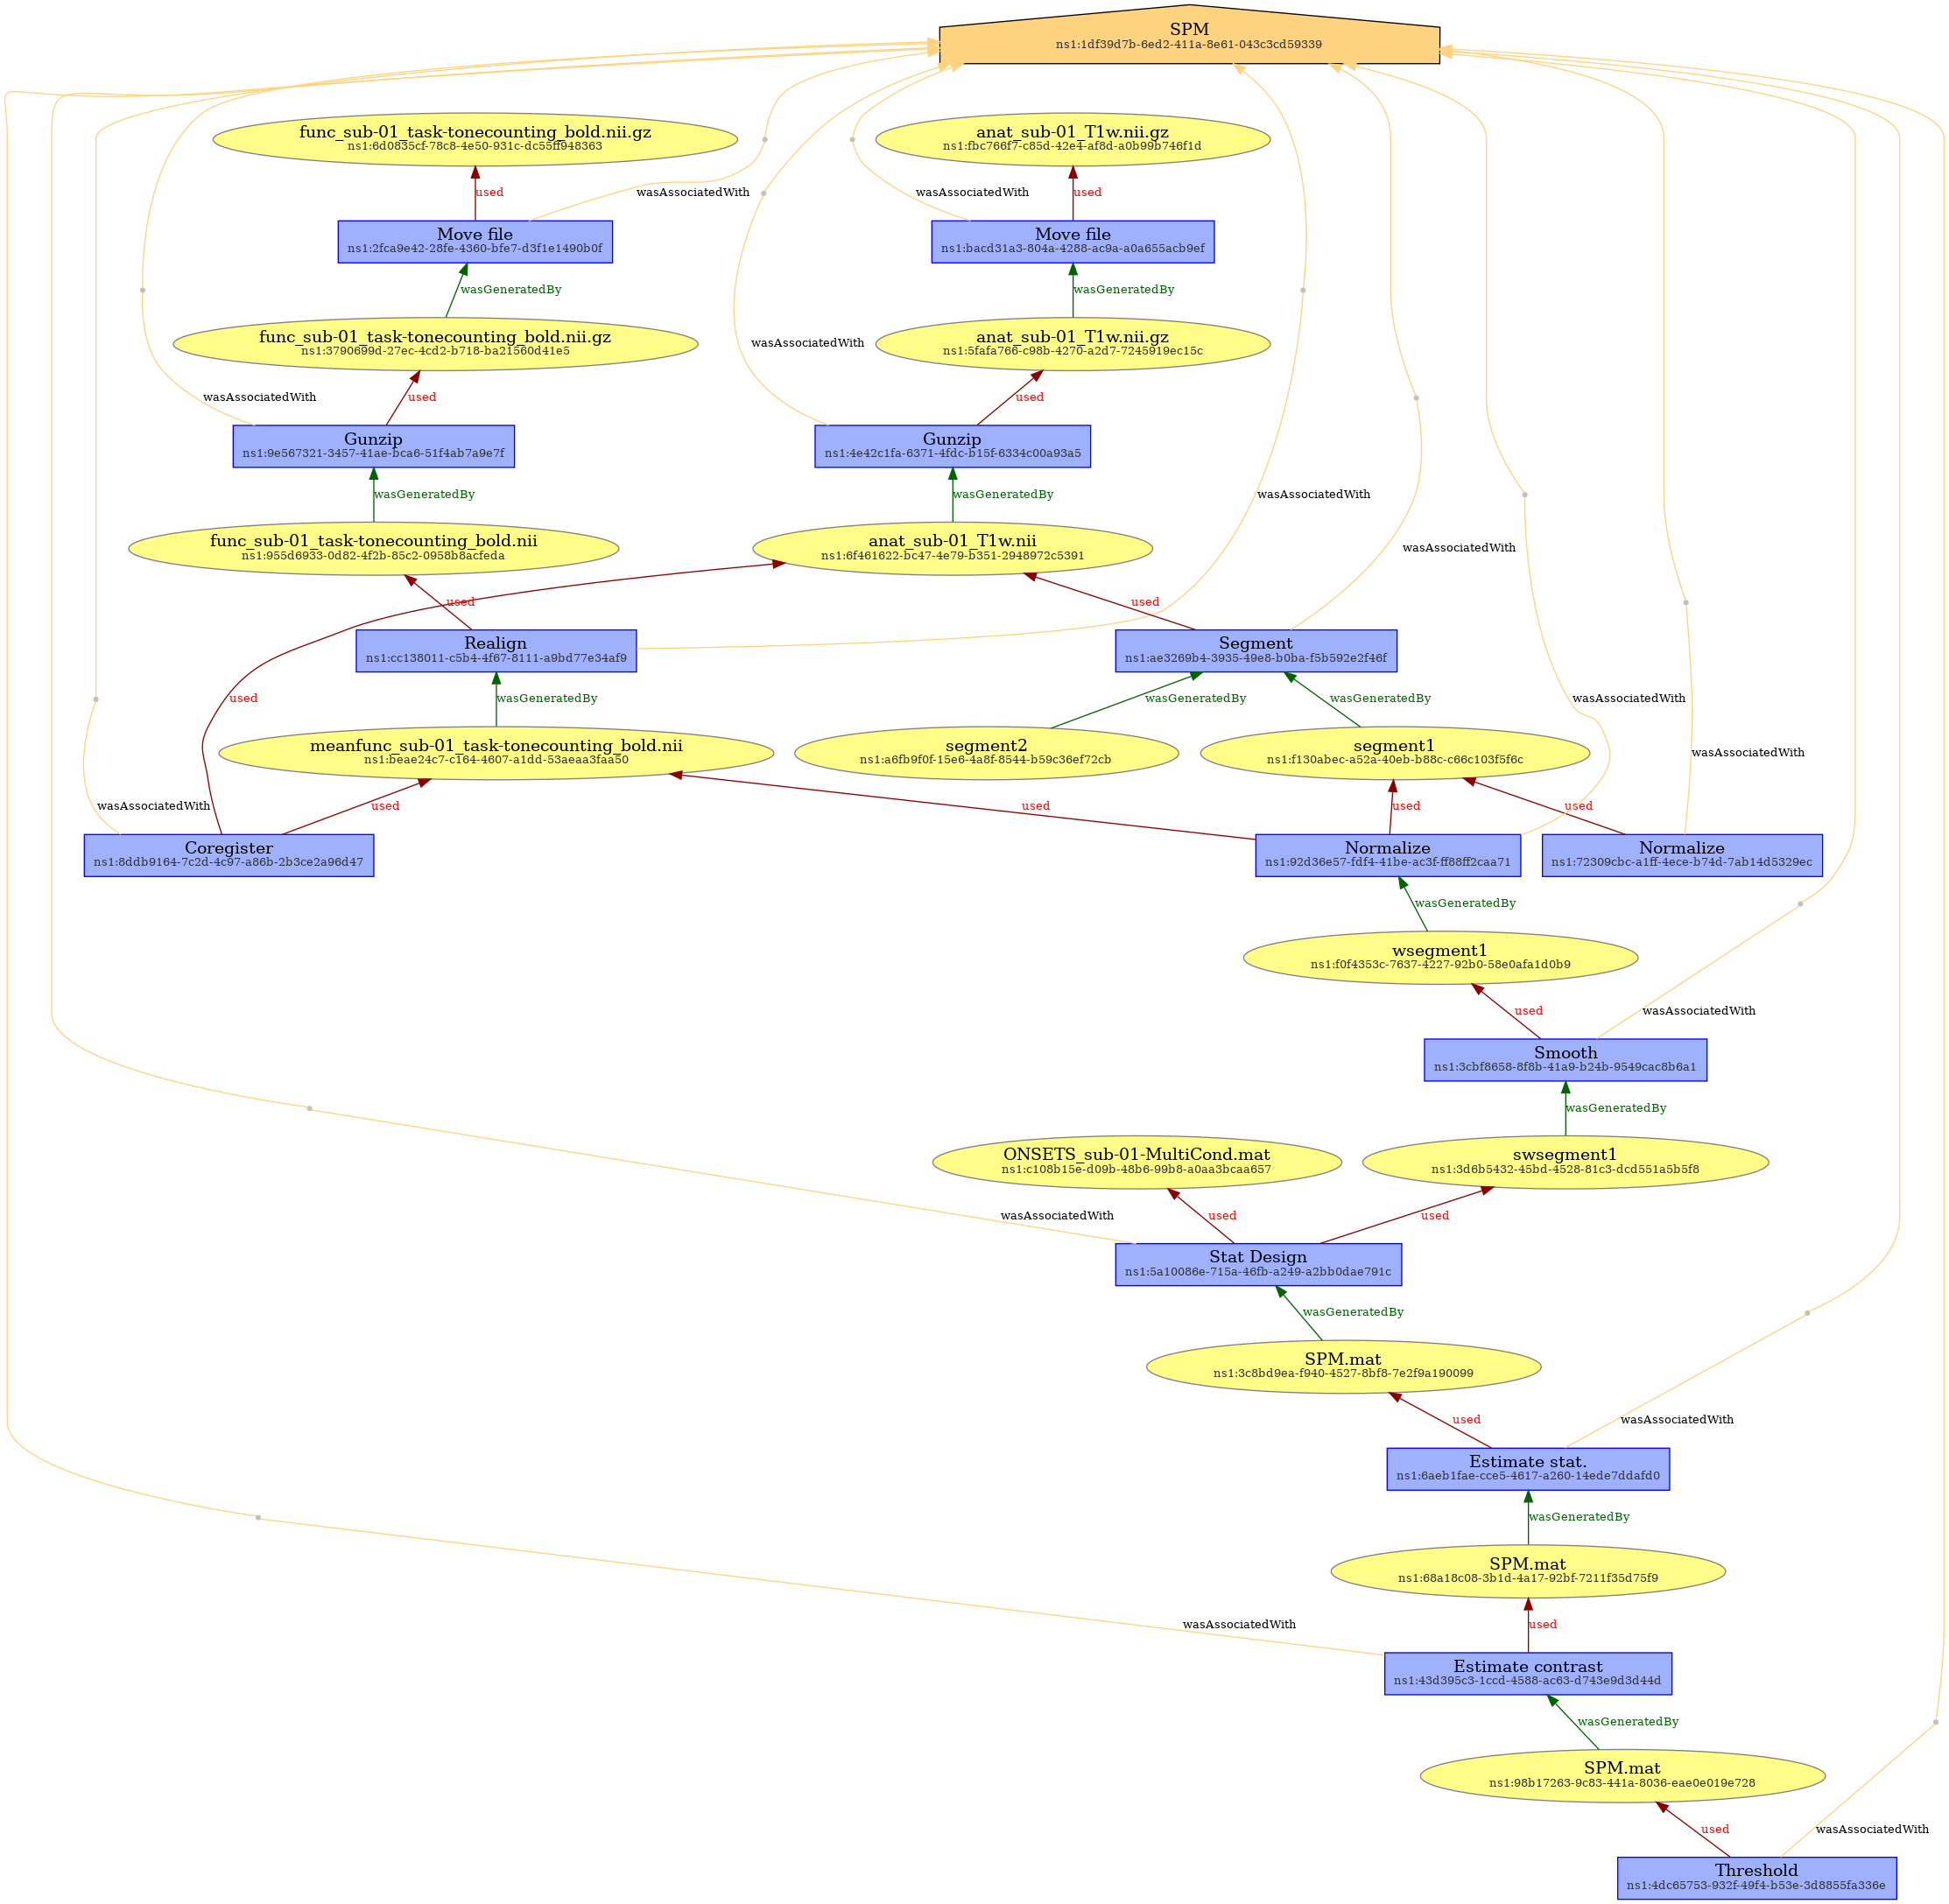 SPM
ns1:1df39d7b-6ed2-411a-8e61-043c3cd59339
func_sub-01_task-tonecounting_bold.nii.gz
ns1:6d0835cf-78c8-4e50-931c-dc55ff948363
anat_sub-01_T1w.nii.gz
ns1:fbc766f7-c85d-42e4-af8d-a0b99b746f1d
used
wasAssociatedWith
wasAssociatedWith
used
Move file
ns1:2fca9e42-28fe-4360-bfe7-d3f1e1490b0f
Move file
ns1:bacd31a3-804a-4288-ac9a-a0a655acb9ef
wasGeneratedBy
wasGeneratedBy
func_sub-01_task-tonecounting_bold.nii.gz
ns1:3790699d-27ec-4cd2-b718-ba21560d41e5
wasAssociatedWith
anat_sub-01_T1w.nii.gz
ns1:5fafa766-c98b-4270-a2d7-7245919ec15c
wasAssociatedWith
used
used
Gunzip
ns1:9e567321-3457-41ae-bca6-51f4ab7a9e7f
Gunzip
ns1:4e42c1fa-6371-4fdc-b15f-6334c00a93a5
wasGeneratedBy
wasGeneratedBy
wasAssociatedWith
func_sub-01_task-tonecounting_bold.nii
ns1:955d6933-0d82-4f2b-85c2-0958b8acfeda
anat_sub-01_T1w.nii
ns1:6f461622-bc47-4e79-b351-2948972c5391
wasAssociatedWith
used
used
Realign
ns1:cc138011-c5b4-4f67-8111-a9bd77e34af9
Segment
ns1:ae3269b4-3935-49e8-b0ba-f5b592e2f46f
used
wasGeneratedBy
wasGeneratedBy
wasGeneratedBy
wasAssociatedWith
meanfunc_sub-01_task-tonecounting_bold.nii
ns1:beae24c7-c164-4607-a1dd-53aeaa3faa50
segment2
ns1:a6fb9f0f-15e6-4a8f-8544-b59c36ef72cb
segment1
ns1:f130abec-a52a-40eb-b88c-c66c103f5f6c
wasAssociatedWith
wasAssociatedWith
used
used
used
used
Coregister
ns1:8ddb9164-7c2d-4c97-a86b-2b3ce2a96d47
Normalize
ns1:92d36e57-fdf4-41be-ac3f-ff88ff2caa71
Normalize
ns1:72309cbc-a1ff-4ece-b74d-7ab14d5329ec
wasGeneratedBy
wsegment1
ns1:f0f4353c-7637-4227-92b0-58e0afa1d0b9
used
wasAssociatedWith
Smooth
ns1:3cbf8658-8f8b-41a9-b24b-9549cac8b6a1
wasGeneratedBy
ONSETS_sub-01-MultiCond.mat
ns1:c108b15e-d09b-48b6-99b8-a0aa3bcaa657
swsegment1
ns1:3d6b5432-45bd-4528-81c3-dcd551a5b5f8
wasAssociatedWith
used
used
Stat Design
ns1:5a10086e-715a-46fb-a249-a2bb0dae791c
wasGeneratedBy
SPM.mat
ns1:3c8bd9ea-f940-4527-8bf8-7e2f9a190099
used
wasAssociatedWith
Estimate stat.
ns1:6aeb1fae-cce5-4617-a260-14ede7ddafd0
wasGeneratedBy
SPM.mat
ns1:68a18c08-3b1d-4a17-92bf-7211f35d75f9
wasAssociatedWith
used
Estimate contrast
ns1:43d395c3-1ccd-4588-ac63-d743e9d3d44d
wasGeneratedBy
SPM.mat
ns1:98b17263-9c83-441a-8036-eae0e019e728
used
wasAssociatedWith
Threshold
ns1:4dc65753-932f-49f4-b53e-3d8855fa336e